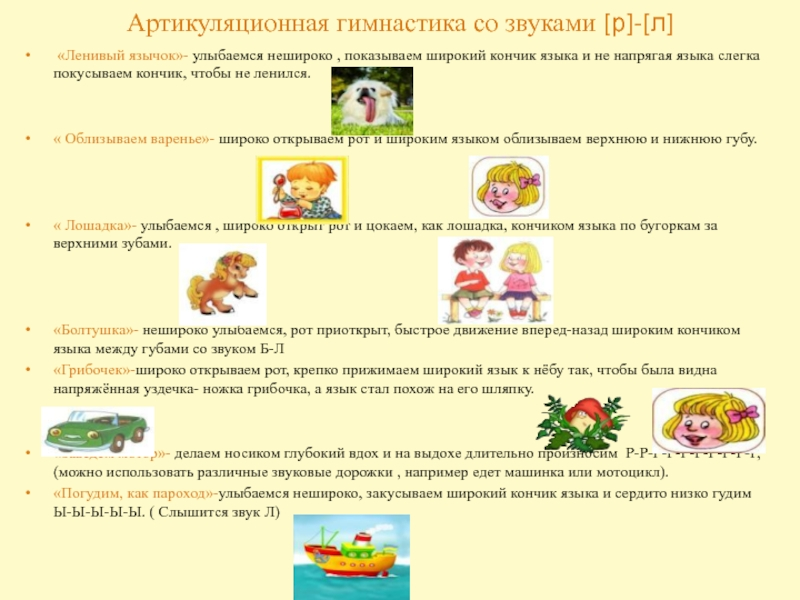 Артикуляционная гимнастика со звуками [р]-[л]
• «Ленивый язычок»- улыбаемся нешироко , показываем широкий кончик языка и не напрягая языка слегка
покусываем кончик, чтобы не ленился.
• « Облизываем варенье»- широко открываем рот и широким языком облизываем верхнюю и нижнюю губу.
• « Лошадка»- улыбаемся , широко открыт рот и цокаем, как лошадка, кончиком языка по бугоркам за
верхними зубами.
• «Болтушка»- нешироко улыбаемся, рот приоткрыт, быстрое движение вперед-назад широким кончиком
языка между губами со звуком Б-Л
• «Грибочек»-широко открываем рот, крепко прижимаем широкий язык к нёбу так, чтобы была видна
напряжённая уздечка- ножка грибочка, а язык стал похож на его шляпку.
• делаем носиком глубокий вдох и на выдохе длительно произносим Р-Р-Р-Р-Р-Р-Р-Р-Р,
(можно использовать различные звуковые дорожки , например едет машинка или мотоцикл).
• «Погудим, как пароход»-улыбаемся нешироко, закусываем широкий кончик языка и сердито низко гудим
Ы-Ы-Ы-Ы-Ы. ( Слышится звук Л)